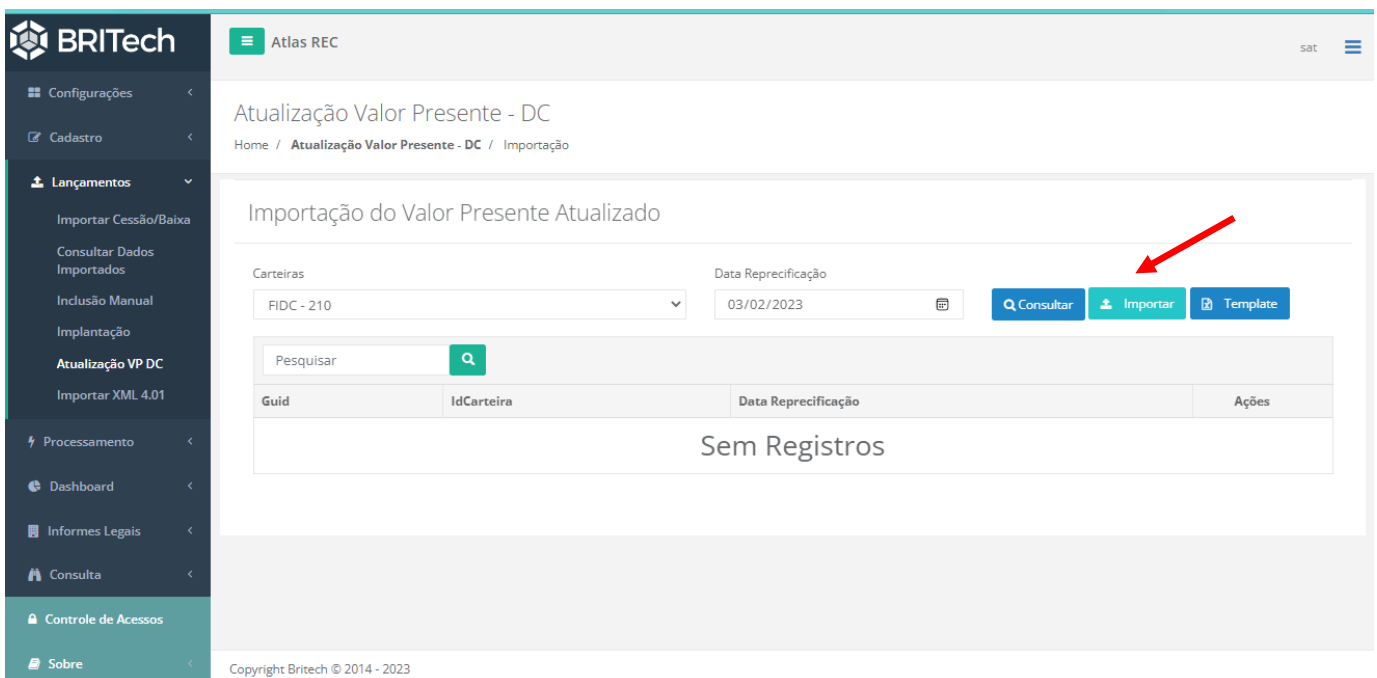 BRITech
Atlas REC
sat
Configurações
Cadastro
Lançamentos
Importar Cessão/Baixa
Consultar Dados
Importados
Inclusão Manual
Implantação
Atualização VP DC
Importar XML 4.01
Processamento
Dashboard
Informes Legais
Consulta
Controle de Acessos
Sobre
Atualização Valor Presente - DC
Home / Atualização Valor Presente - DC / Importação
Importação do Valor Presente Atualizado
Carteiras
Data Reprecificação
FIDC - 210
03/02/2023
Consultar
Importar
Template
Pesquisar
Guid IdCarteira Data Reprecificação Ações
Sem Registros
Copyright Britech © 2014 - 2023